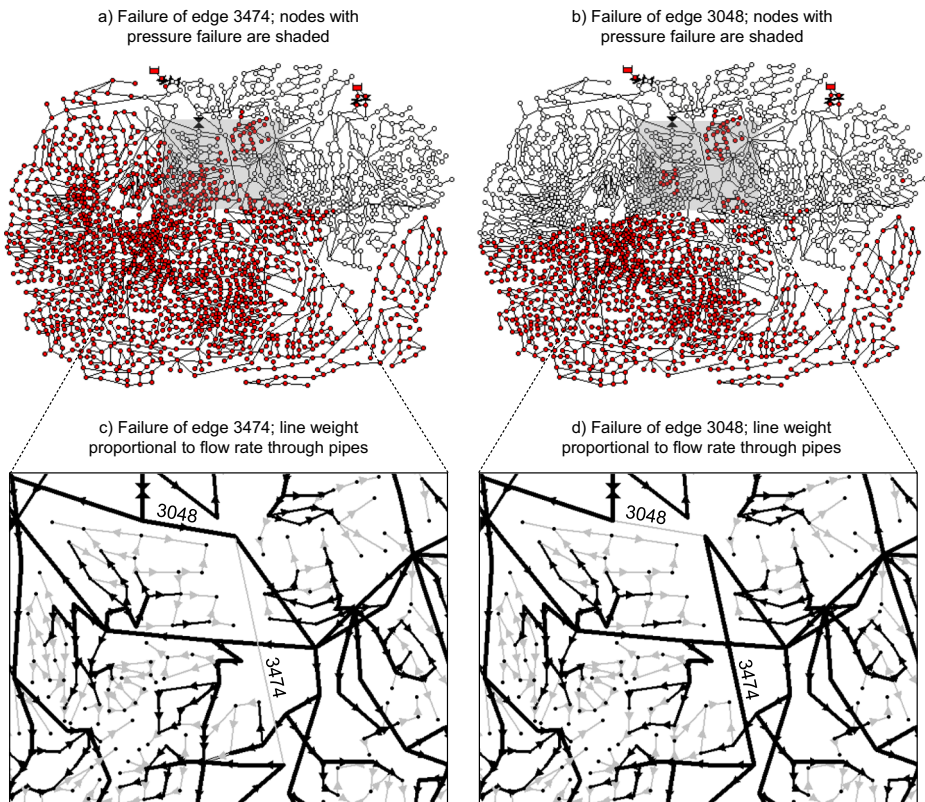 a) Failure of edge 3474; nodes with
pressure failure are shaded
b) Failure of edge 3048; nodes with
pressure failure are shaded
c) Failure of edge 3474; line weight
proportional to flow rate through pipes
d) Failure of edge 3048; line weight
proportional to flow rate through pipes
3048
3474
3048
3474